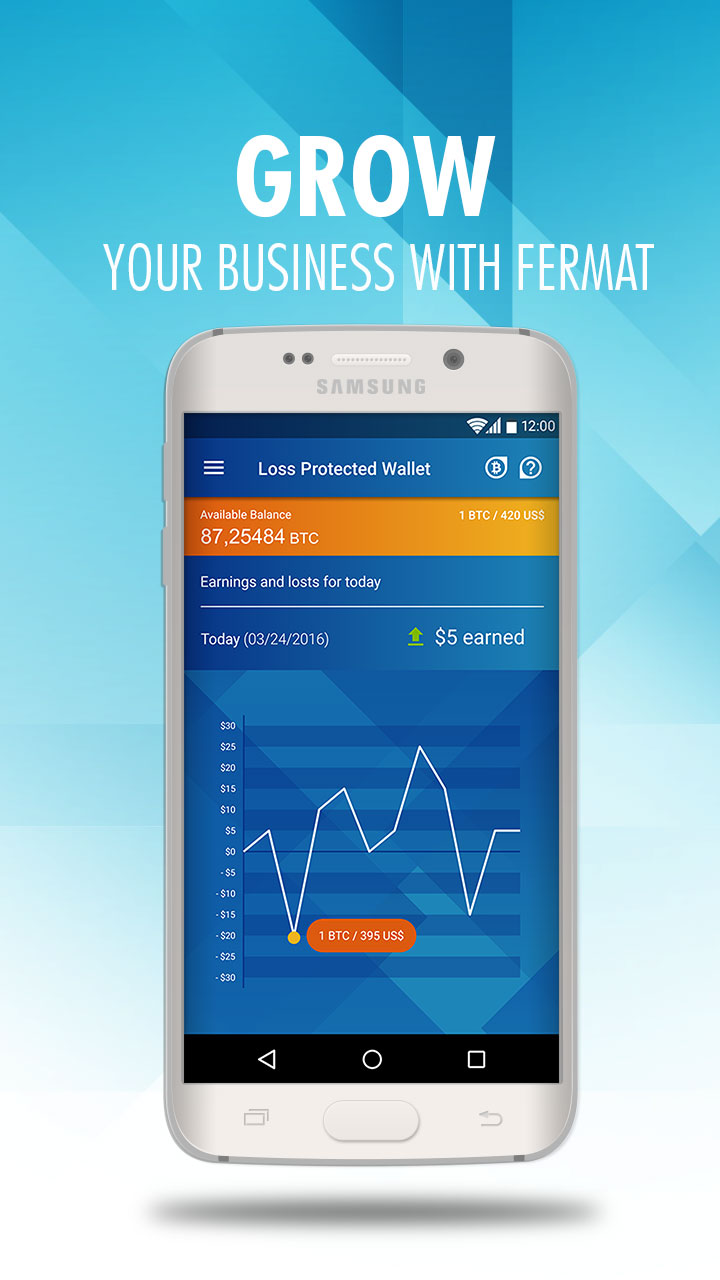 GROW
YOUR BUSINESS WITH FERMAT
SAMSUNG
12:00
Loss Protected Wallet
Available Balance
1 BTC / 420 US$
87,25484 BTC
Earnings and losts for today
Today (03/24/2016)
$5 earned
$30
$25
$20
$15
$10
$5
$0
- $5
- $10
- $15
- $20
1 BTC / 395 US$
- $25
- $30